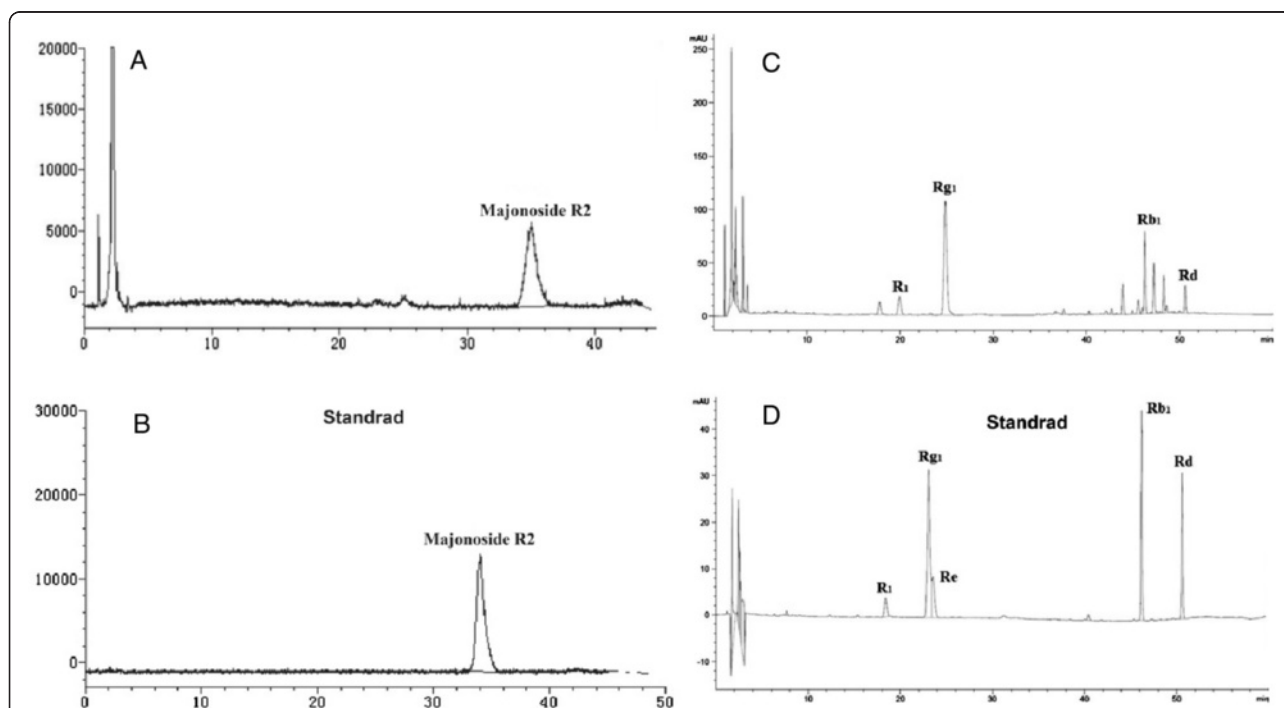 A
20000
15000
10000
5000
0
Majonoside R2
0 10 20 30 40
C
mAU
250
200
150
100
50
0
R₁
Rg₁
Rb₁
Rd
10 20 30 40 50 min
B
Standrad
30000
20000
10000
0
Majonoside R2
0 10 20 30 40 50
D
Standrad
mAU
40
30
20
10
0
-10
R₁
Rg₁
Re
Rb₁
Rd
10 20 30 40 50 min